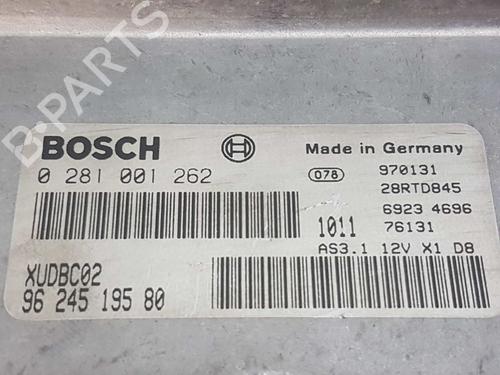 BOSCH
Made in Germany
0 281 001 262
078
970131
28RTD845
6923 4696
1011
76131
AS3.1 12V X1 D8
XUDBC02
96 245 195 80
B-PARTS